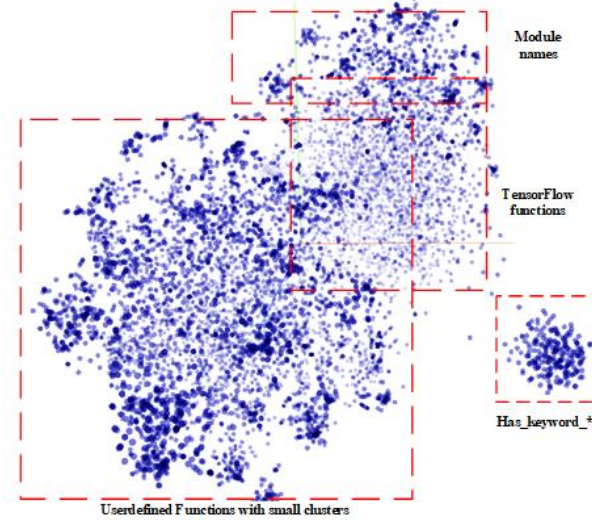 Module
names
TensorFlow
functions
Has_keyword_*
Userdefined Functions with small clusters